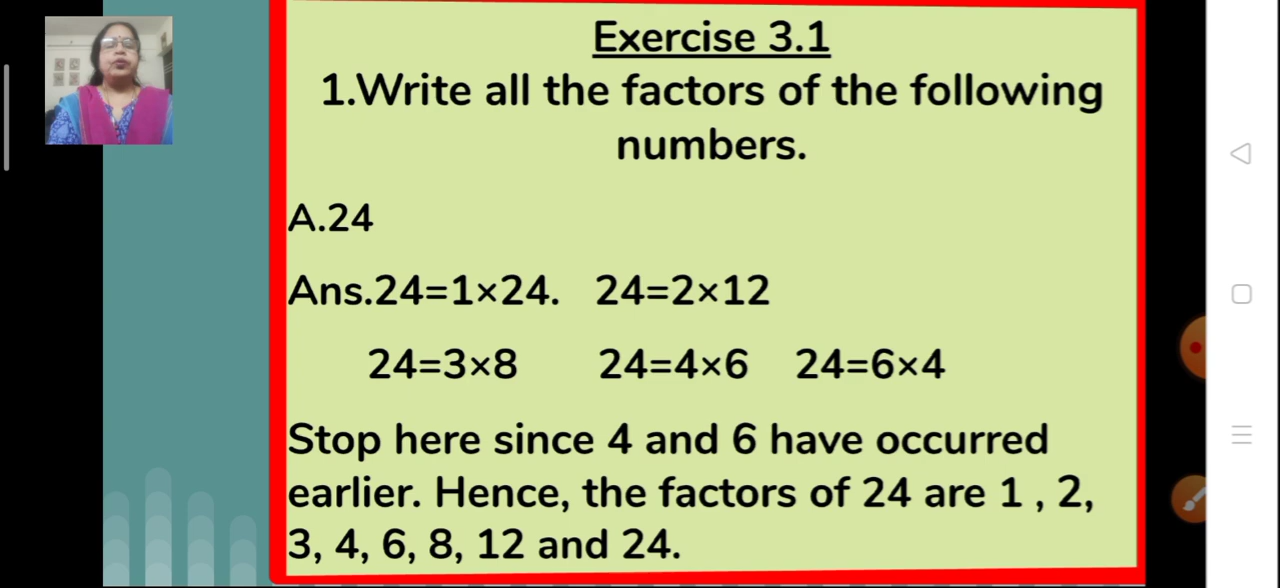 Exercise 3.1
1.Write all the factors of the following
numbers.
A.24
Ans.24=1×24. 24=2×12
24=3×8 24=4×6 24=6×4
Stop here since 4 and 6 have occurred
earlier. Hence, the factors of 24 are 1 , 2,
3, 4, 6, 8, 12 and 24.